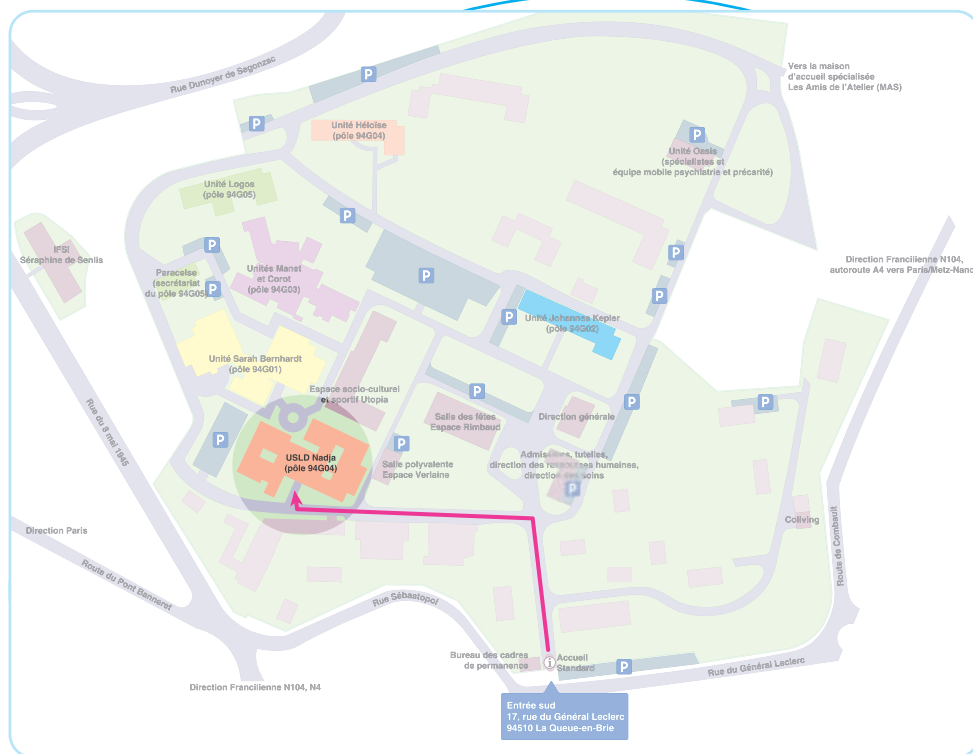 Rue Dunoyer de Segonzac
P
Vers la maison
d'accueil spécialisée
Les Amis de l'Atelier (MAS)
P
Unité Héloïse
(pôle 94G04)
P
Unité Oasis
(spécialistes et
équipe mobile psychiatrie et précarité)
Unité Logos
(pôle 94G05)
P
IFSI
Séraphine de Senlis
P
Paracelse
(secrétariat
du pôle 94G05)
P
Unités Manet
et Corot
(pôle 94G03)
P
P
Direction Francilienne N104,
autoroute A4 vers Paris/Metz-Nanc
P
P
Unité Johannes Kepler
(pôle 94G02)
Unité Sarah Bernhardt
(pôle 94G01)
Espace socio-culturel
et sportif Utopia
P
P
P
Salle des fêtes
Espace Rimbaud
Direction générale
P
P
USLD Nadja
(pôle 94G04)
Salle polyvalente
Espace Verlaine
Admissions, tutelles,
direction des ressources humaines,
direction des soins
P
Rue du 8 mai 1945
Coliving
Direction Paris
Route du Pont Banneret
Route de Combault
Rue Sébastopol
Bureau des cadres
de permanence
i
Accueil
Standard
P
Rue du Général Leclerc
Direction Francilienne N104, N4
Entrée sud
17, rue du Général Leclerc
94510 La Queue-en-Brie